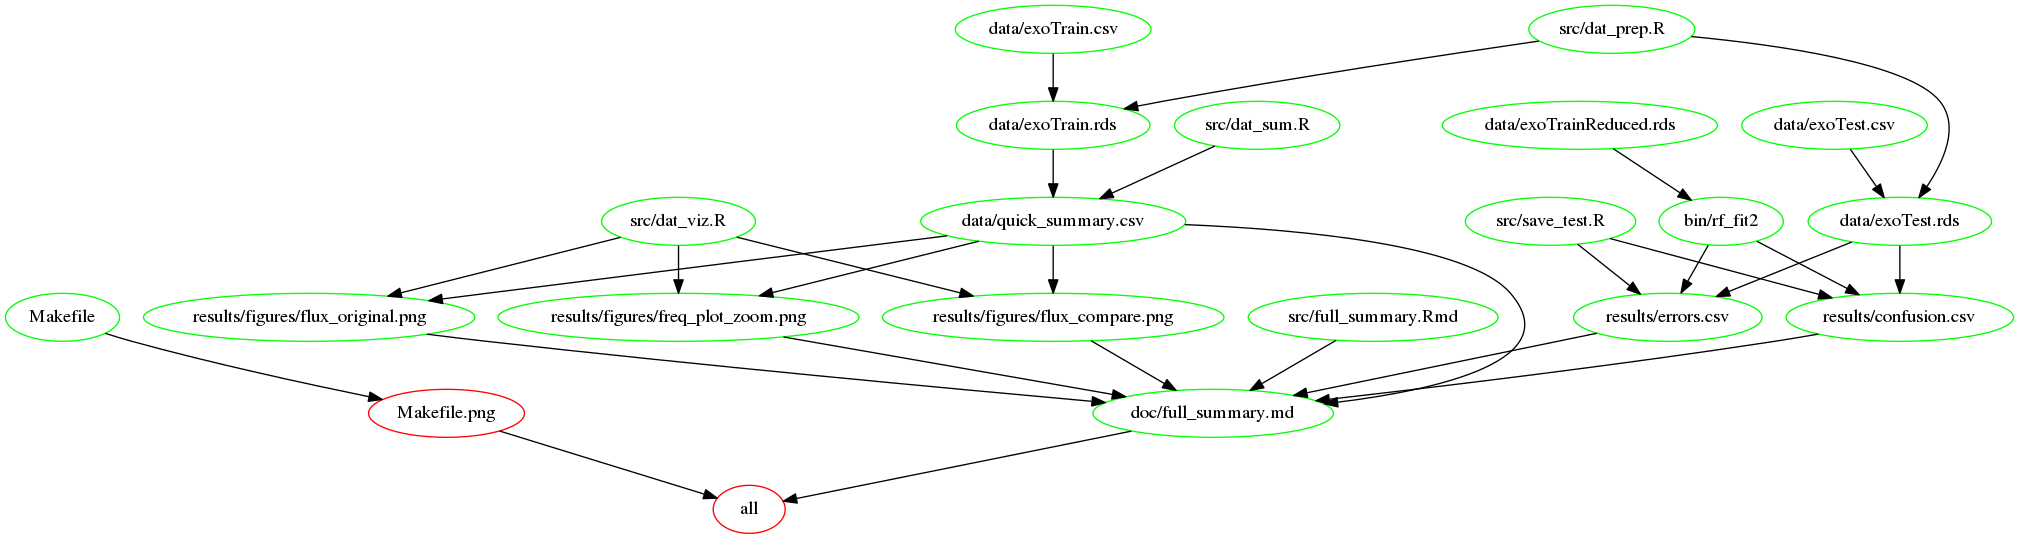 data/exoTrain.csv
src/dat_prep.R
data/exoTrain.rds
src/dat_sum.R
data/exoTrainReduced.rds
data/exoTest.csv
src/dat_viz.R
data/quick_summary.csv
src/save_test.R
bin/rf_fit2
data/exoTest.rds
Makefile
results/figures/flux_original.png
results/figures/freq_plot_zoom.png
results/figures/flux_compare.png
src/full_summary.Rmd
results/errors.csv
results/confusion.csv
Makefile.png
doc/full_summary.md
all